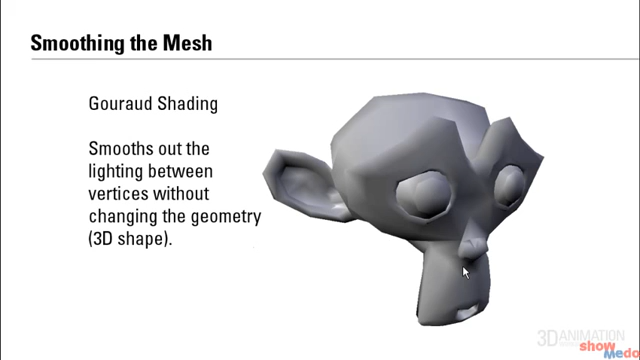 Smoothing the Mesh
Gouraud Shading
Smooths out the
lighting between
vertices without
changing the geometry
(3D shape).
3D ANIMATION
show
Medo